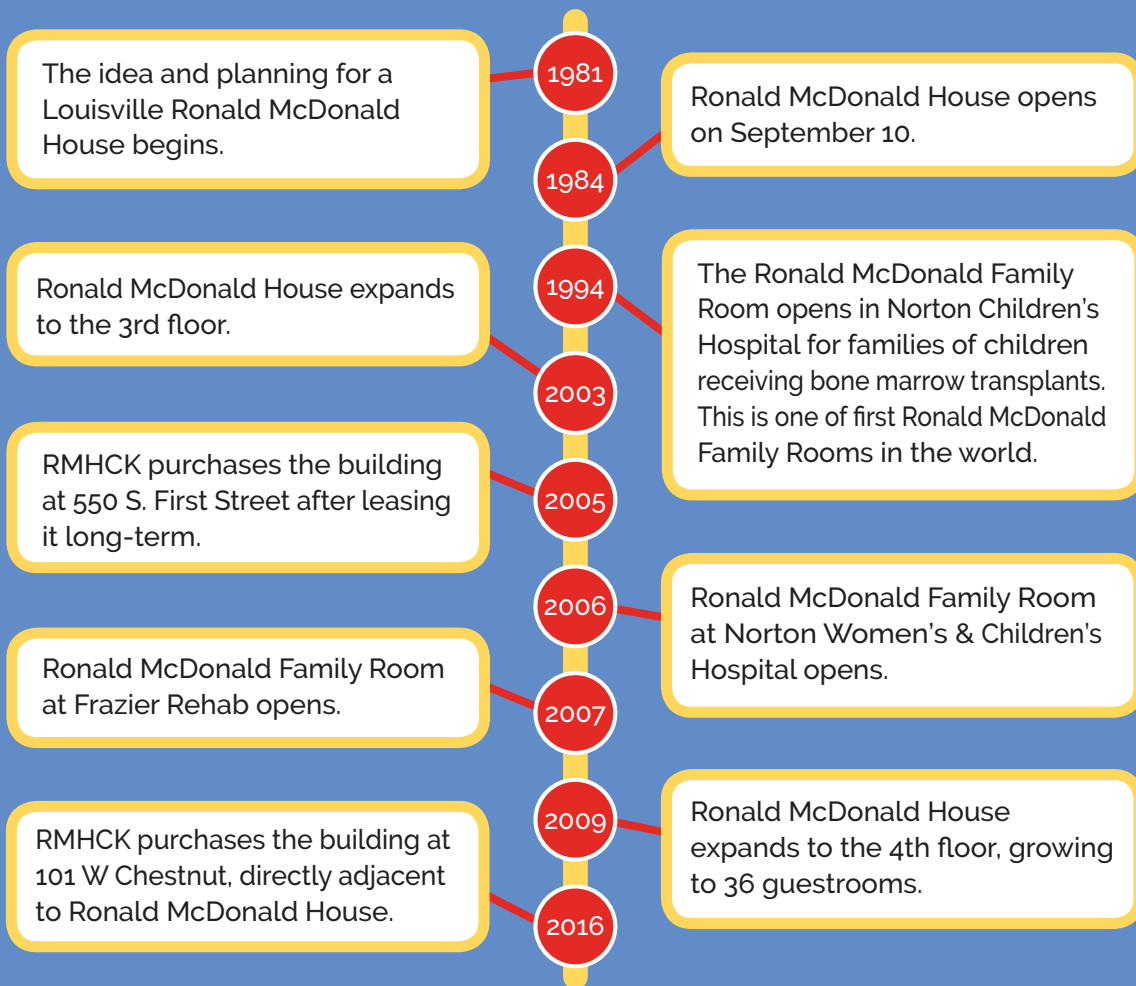 1981
The idea and planning for a
Louisville Ronald McDonald
House begins.
1984
Ronald McDonald House opens
on September 10.
1994
The Ronald McDonald Family
Room opens in Norton Children's
Hospital for families of children
receiving bone marrow transplants.
This is one of first Ronald McDonald
Family Rooms in the world.
2003
Ronald McDonald House expands
to the 3rd floor.
2005
RMHCK purchases the building
at 550 S. First Street after leasing
it long-term.
2006
Ronald McDonald Family Room
at Norton Women's & Children's
Hospital opens.
2007
Ronald McDonald Family Room
at Frazier Rehab opens.
2009
Ronald McDonald House
expands to the 4th floor, growing
to 36 guestrooms.
2016
RMHCK purchases the building at
101 W Chestnut, directly adjacent
to Ronald McDonald House.